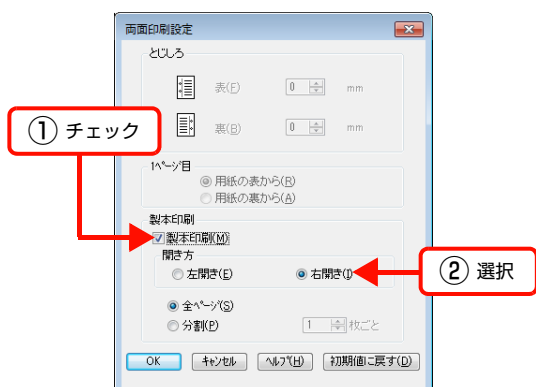 両面印刷設定
とじしろ
表(F) 0 mm
① チェック
裏(B) 0 mm
1ページ目
用紙の表から(R)
用紙の裏から(A)
製本印刷
製本印刷(M)
開き方
② 選択
左開き(E) 右開き(I)
全ページ(S)
分割(P) 1 枚ごと
OK キャンセル ヘルプ(H) 初期値に戻す(D)